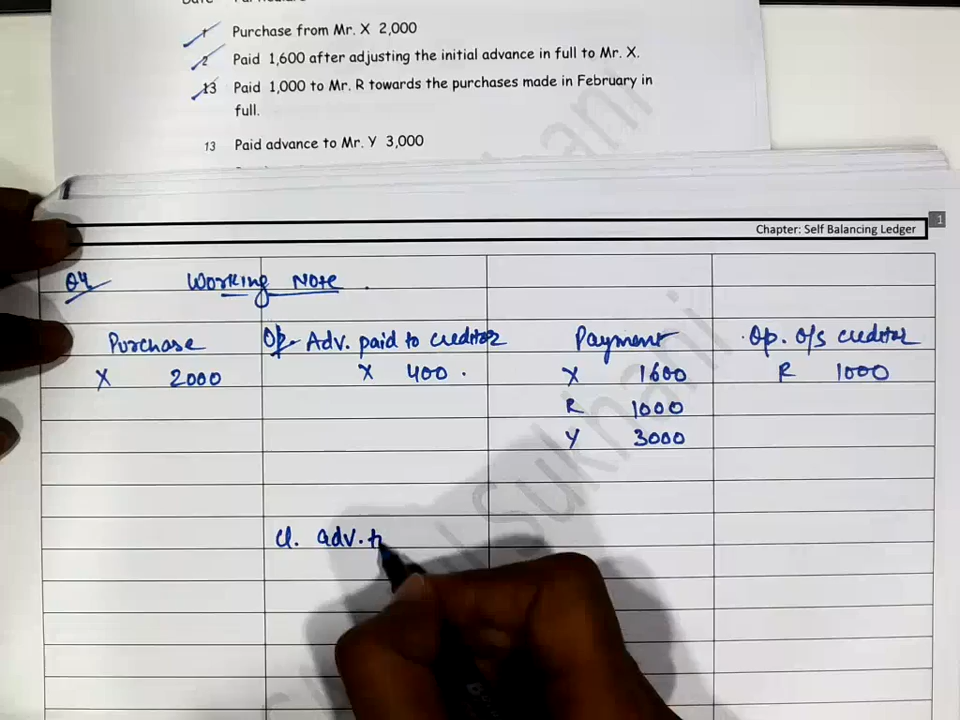 1 Purchase from Mr. X 2,000
2 Paid 1,600 after adjusting the initial advance in full to Mr. X.
13 Paid 1,000 to Mr. R towards the purchases made in February in
full.
13 Paid advance to Mr. Y 3,000
1
Chapter: Self Balancing Ledger
Q4 Working Note
Purchase Op. Adv. paid to creditor Payment Op. o/s creditor
X 2000 X 400 X 1600 R 1000
R 1000
Y 3000
Cl. adv. t
Sukhani